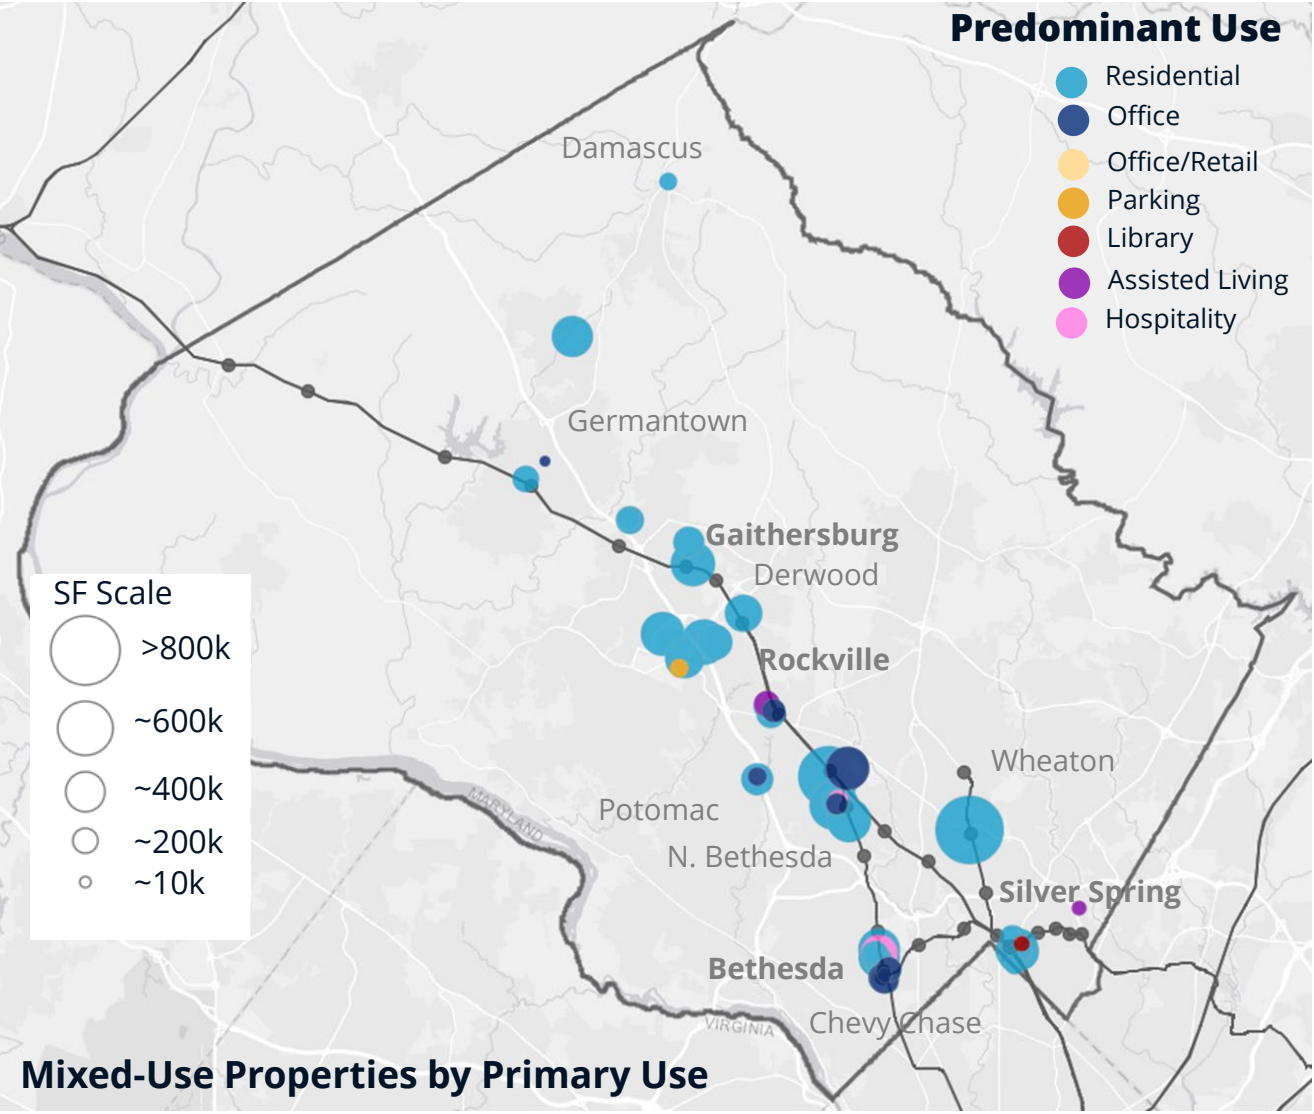 Predominant Use
Residential
Office
Office/Retail
Parking
Library
Assisted Living
Hospitality
Damascus
Germantown
Gaithersburg
Derwood
SF Scale
>800k
~600k
~400k
~200k
~10k
Rockville
Wheaton
MARYLAND
Potomac
N. Bethesda
Silver Spring
Bethesda
Chevy Chase
VIRGINIA
Mixed-Use Properties by Primary Use